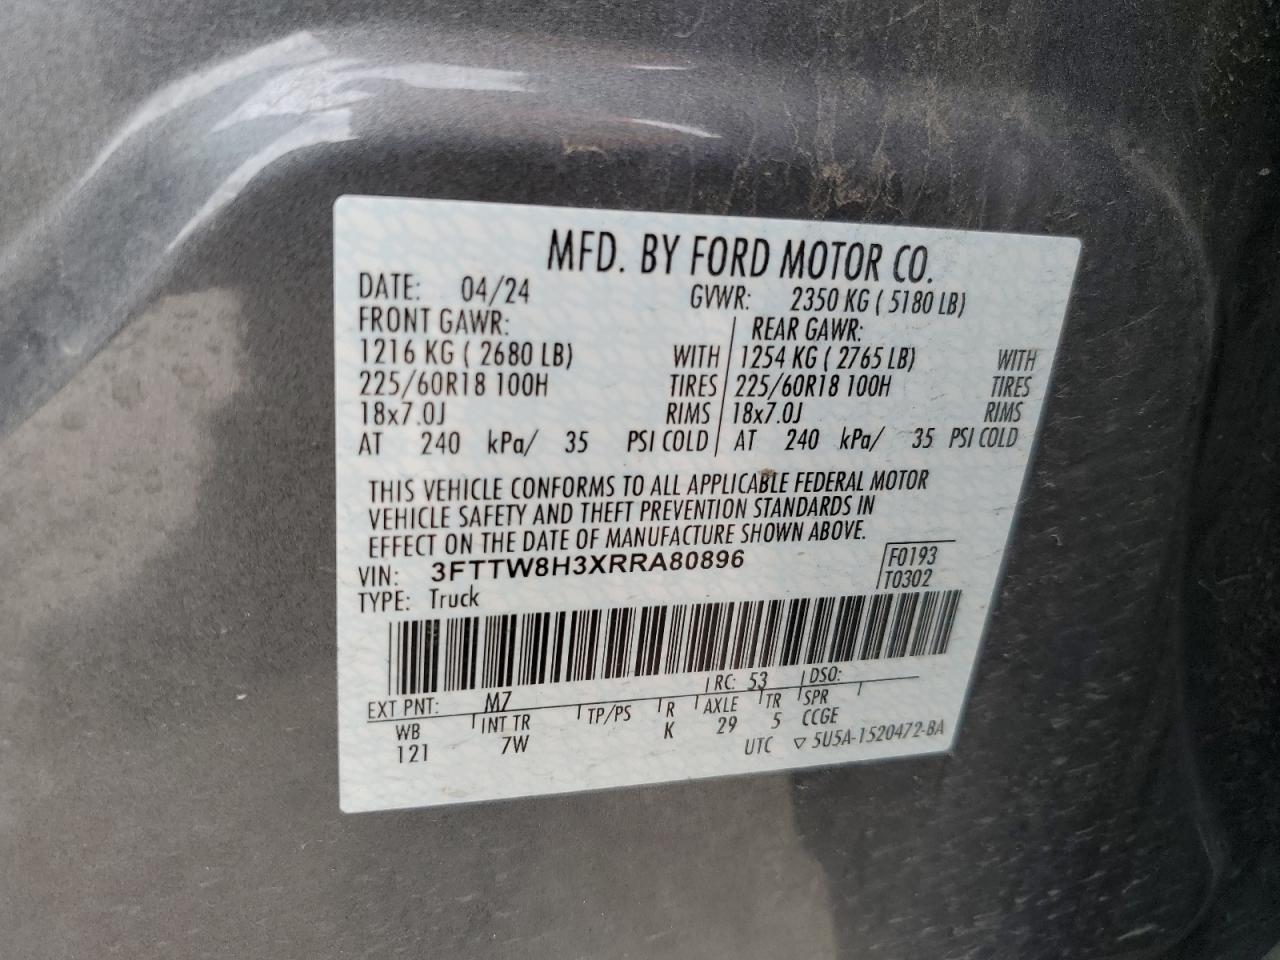 MFD. BY FORD MOTOR CO.
DATE: 04/24 GVWR: 2350 KG ( 5180 LB)
FRONT GAWR: REAR GAWR:
1216 KG ( 2680 LB) WITH 1254 KG ( 2765 LB) WITH
225/60R18 100H TIRES 225/60R18 100H TIRES
18x7.0J RIMS 18x7.0J RIMS
AT 240 kPa/ 35 PSI COLD AT 240 kPa/ 35 PSI COLD
THIS VEHICLE CONFORMS TO ALL APPLICABLE FEDERAL MOTOR
VEHICLE SAFETY AND THEFT PREVENTION STANDARDS IN
EFFECT ON THE DATE OF MANUFACTURE SHOWN ABOVE.
VIN: 3FTTW8H3XRRA80896 F0193
TYPE: Truck T0302
EXT PNT: M7 RC: 53 DSO:
WB INT TR TP/PS R AXLE TR SPR
121 7W K 29 5 CCGE
UTC ▽ 5U5A-1520472-BA